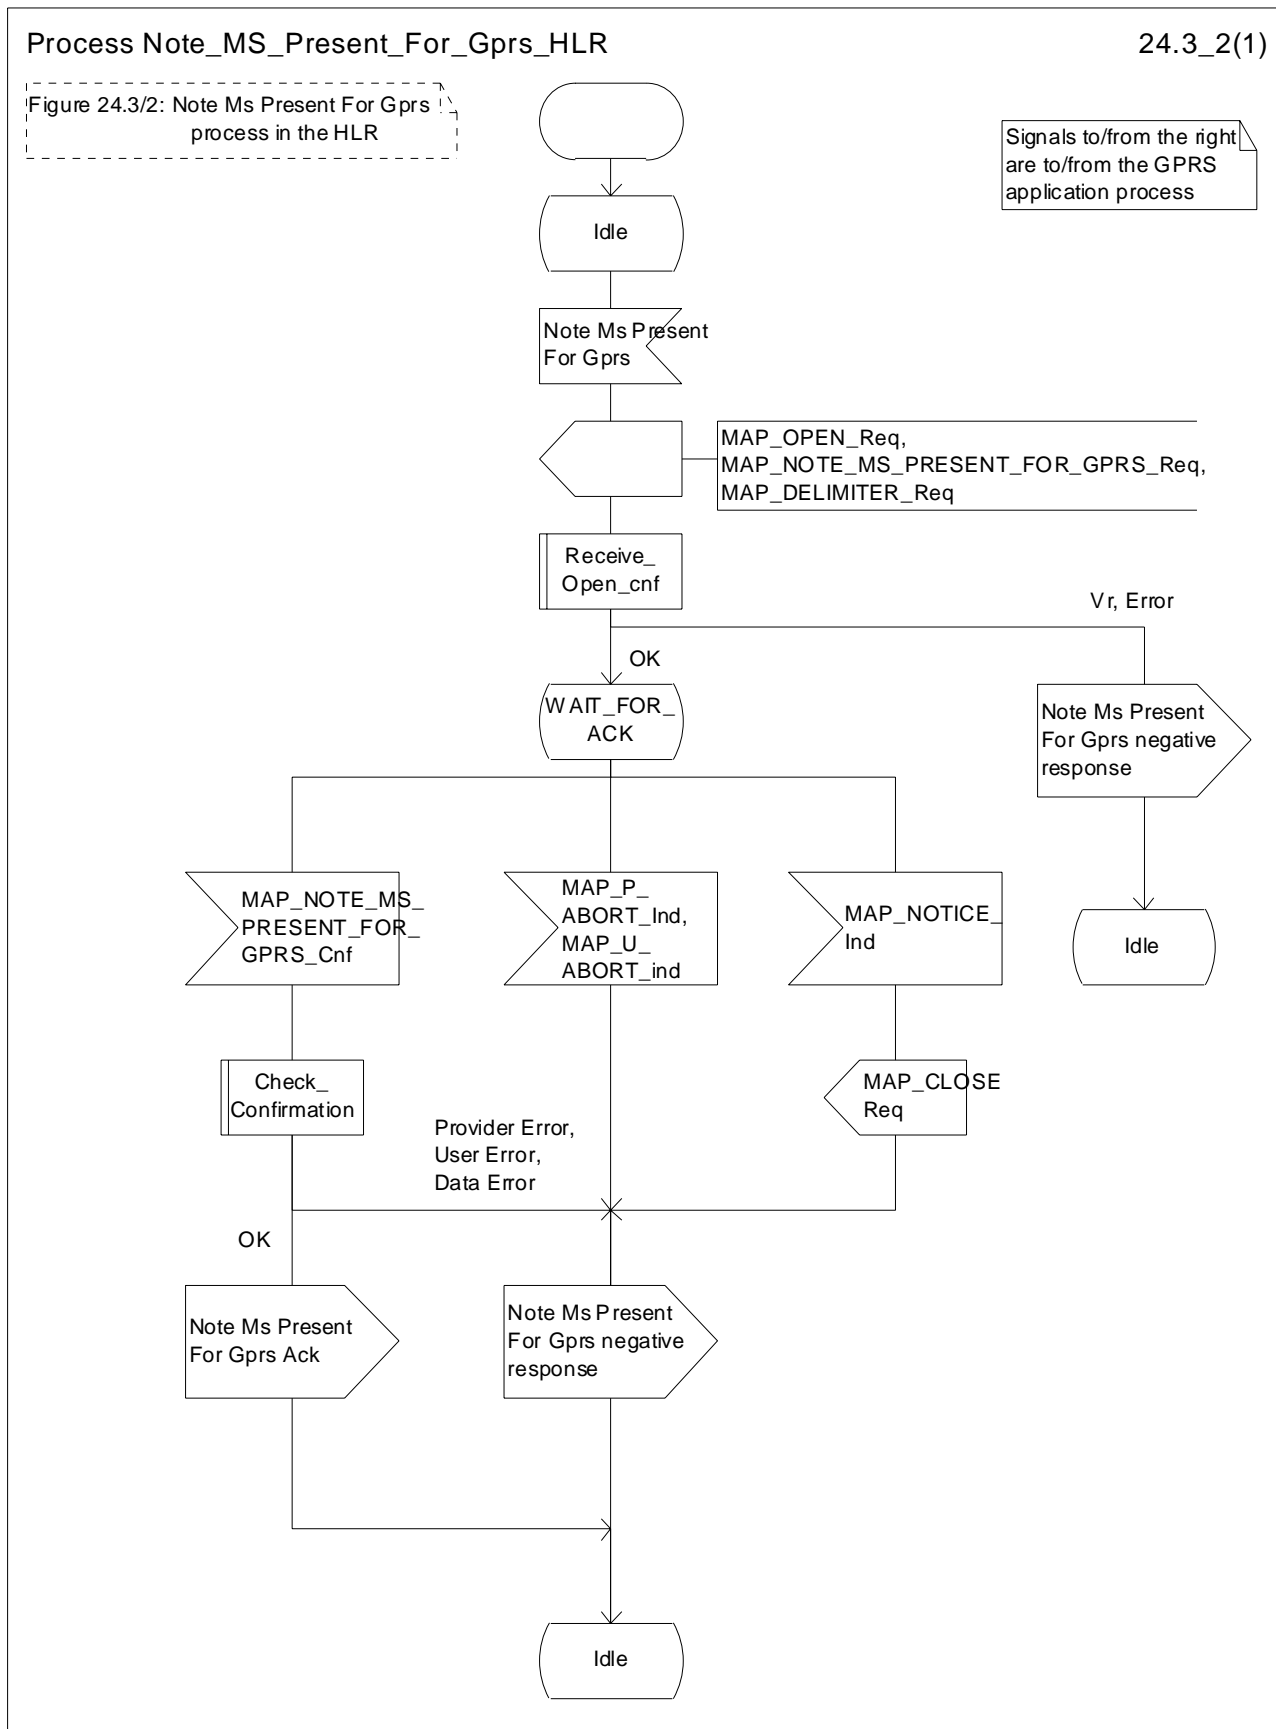 Process Note_MS_Present_For_Gprs_HLR
24.3_2(1)
Figure 24.3/2: Note Ms Present For Gprs
process in the HLR
Signals to/from the right
are to/from the GPRS
application process
Idle
Note Ms Present
For Gprs
MAP_OPEN_Req,
MAP_NOTE_MS_PRESENT_FOR_GPRS_Req,
MAP_DELIMITER_Req
Receive_
Open_cnf
Vr, Error
OK
WAIT_FOR_
ACK
Note Ms Present
For Gprs negative
response
MAP_NOTE_MS_
PRESENT_FOR_
GPRS_Cnf
MAP_P_
ABORT_Ind,
MAP_U_
ABORT_ind
MAP_NOTICE_
Ind
Idle
Check_
Confirmation
MAP_CLOSE
Req
Provider Error,
User Error,
Data Error
OK
Note Ms Present
For Gprs Ack
Note Ms Present
For Gprs negative
response
Idle